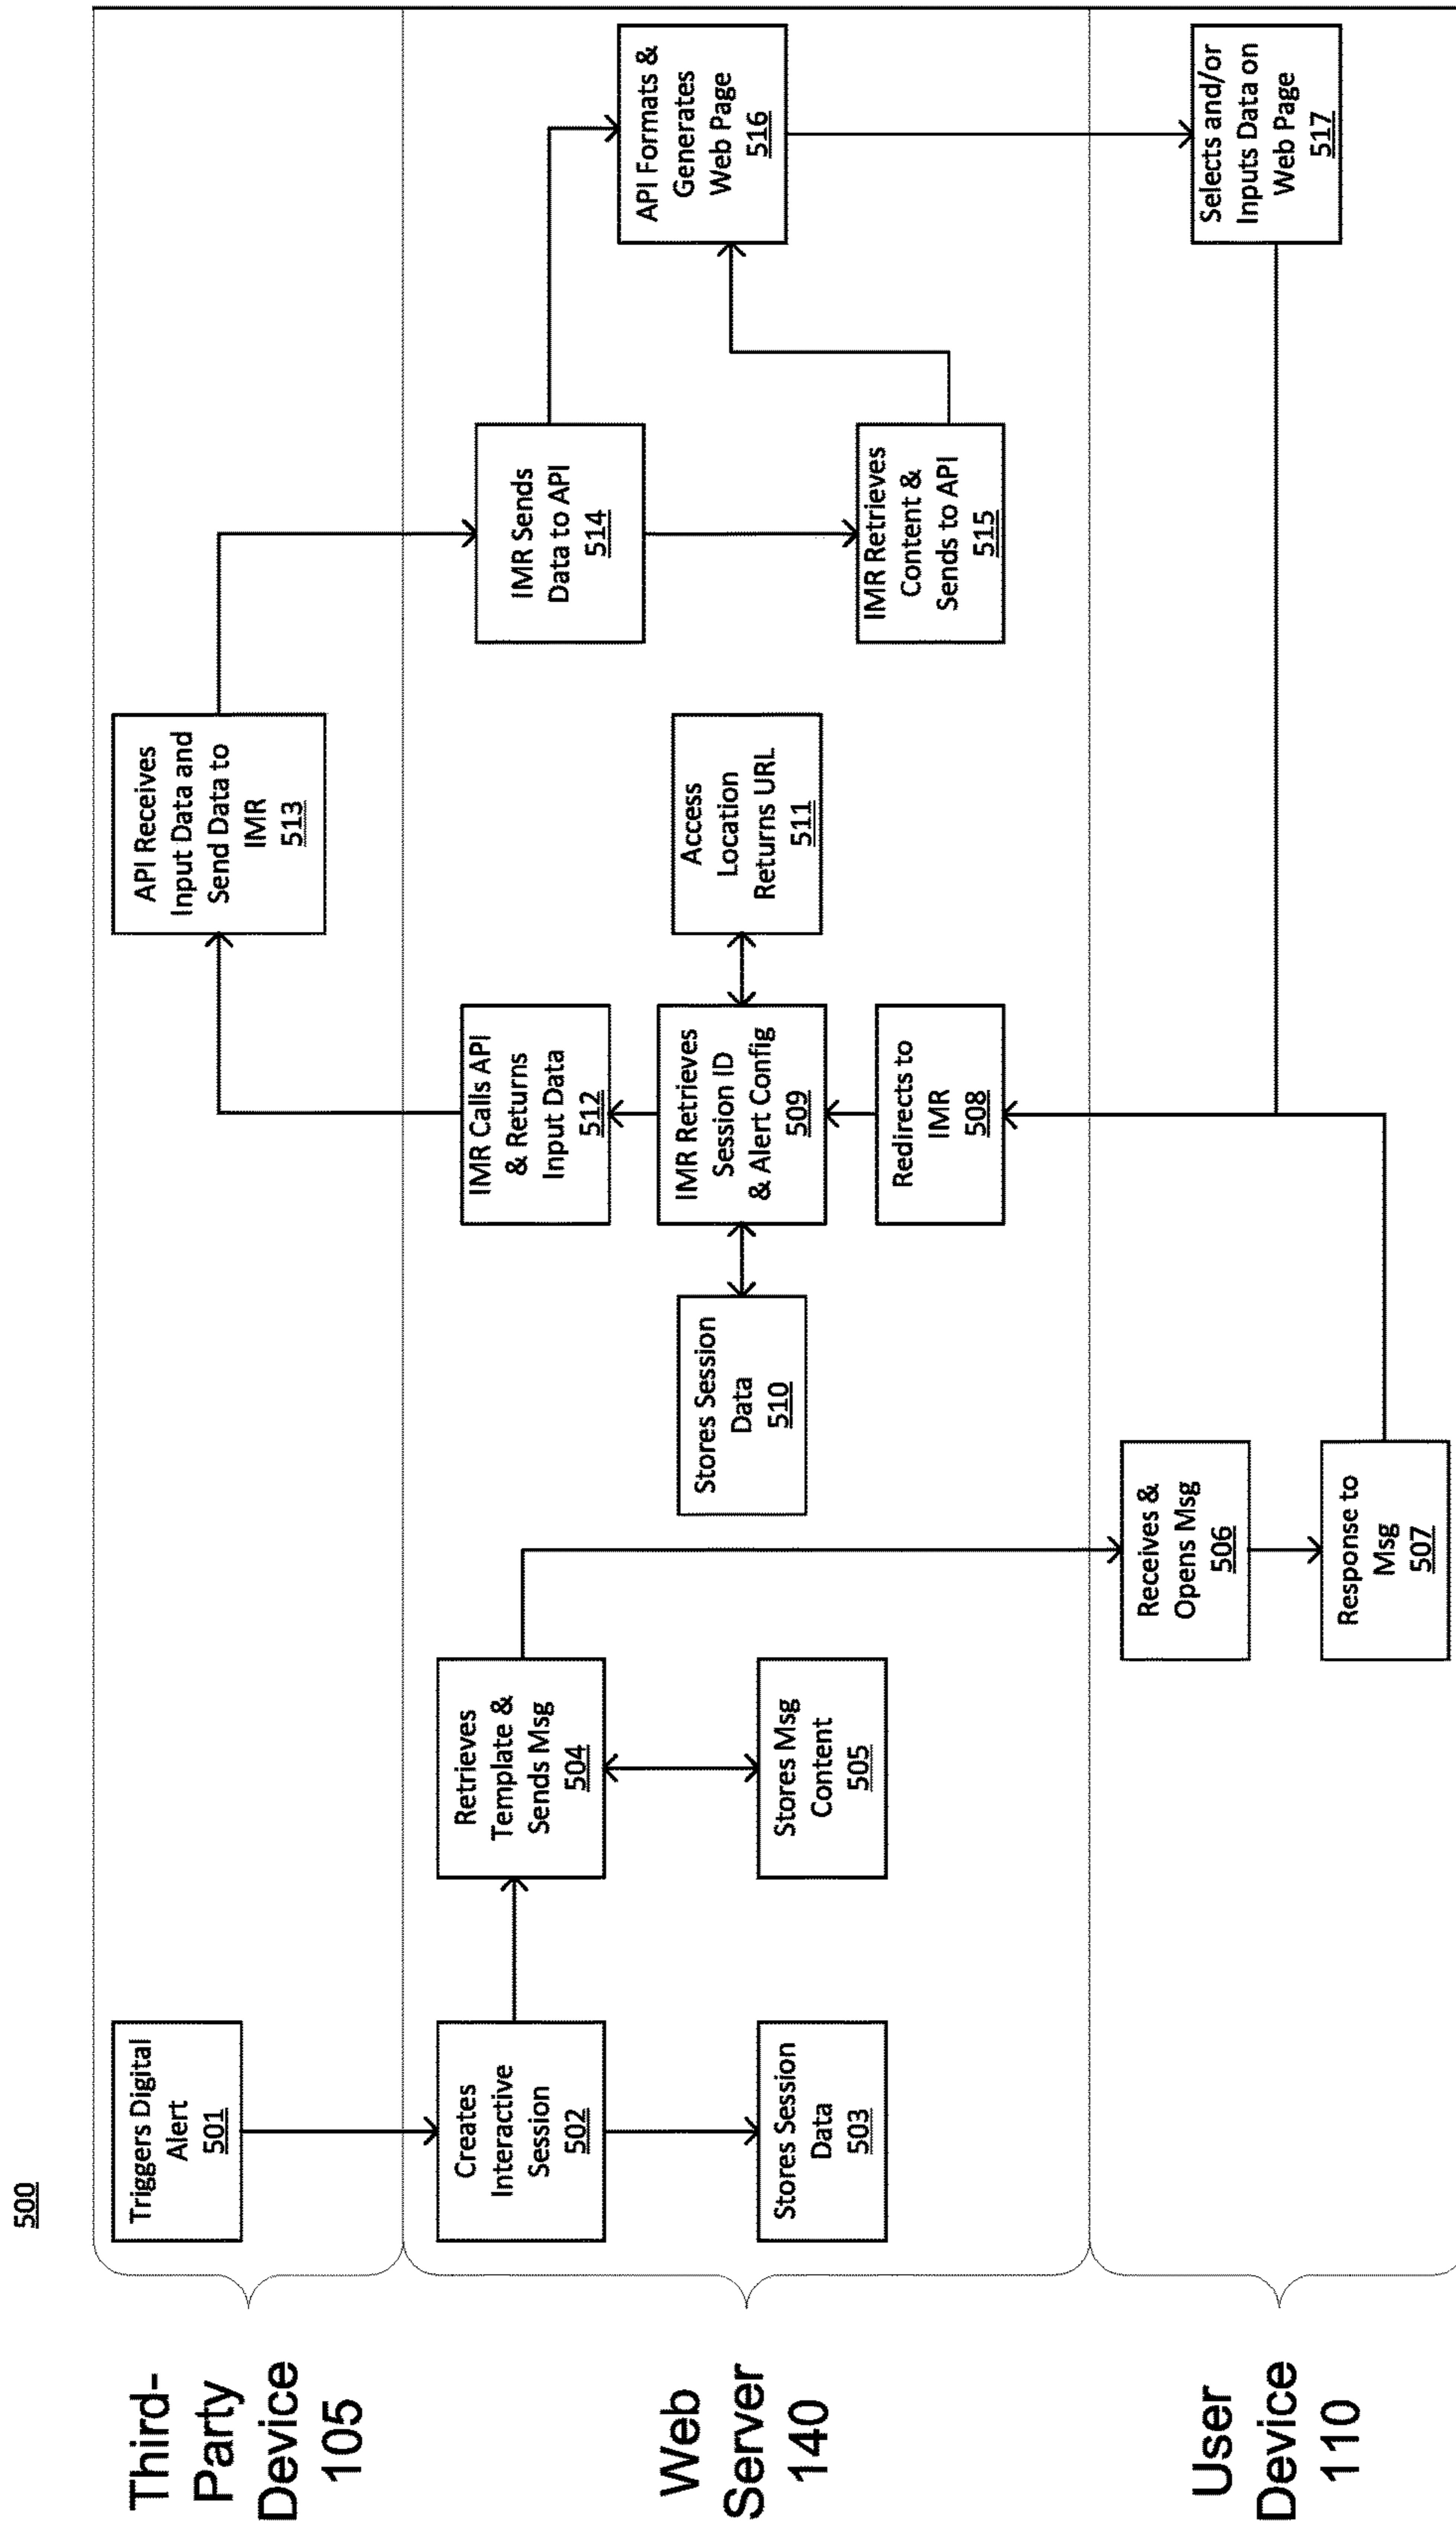 500
Third-
Party
Device
105
Triggers Digital
Alert
501
API Receives
Input Data and
Send Data to
IMR
513
Web
Server
140
Creates
Interactive
Session
502
Stores Session
Data
503
Retrieves
Template &
Sends Msg
504
Stores Msg
Content
505
Stores Session
Data
510
IMR Calls API
& Returns
Input Data
512
IMR Retrieves
Session ID
& Alert Config
509
Redirects to
IMR
508
Access
Location
Returns URL
511
IMR Sends
Data to API
514
IMR Retrieves
Content &
Sends to API
515
API Formats &
Generates
Web Page
516
User
Device
110
Receives &
Opens Msg
506
Response to
Msg
507
Selects and/or
Inputs Data on
Web Page
517